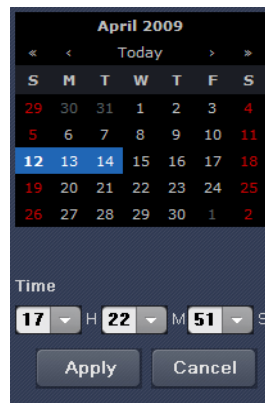 April 2009
« ‹ Today › »
S M T W T F S
29 30 31 1 2 3 4
5 6 7 8 9 10 11
12 13 14 15 16 17 18
19 20 21 22 23 24 25
26 27 28 29 30 1 2
Time
17 H 22 M 51 S
Apply Cancel